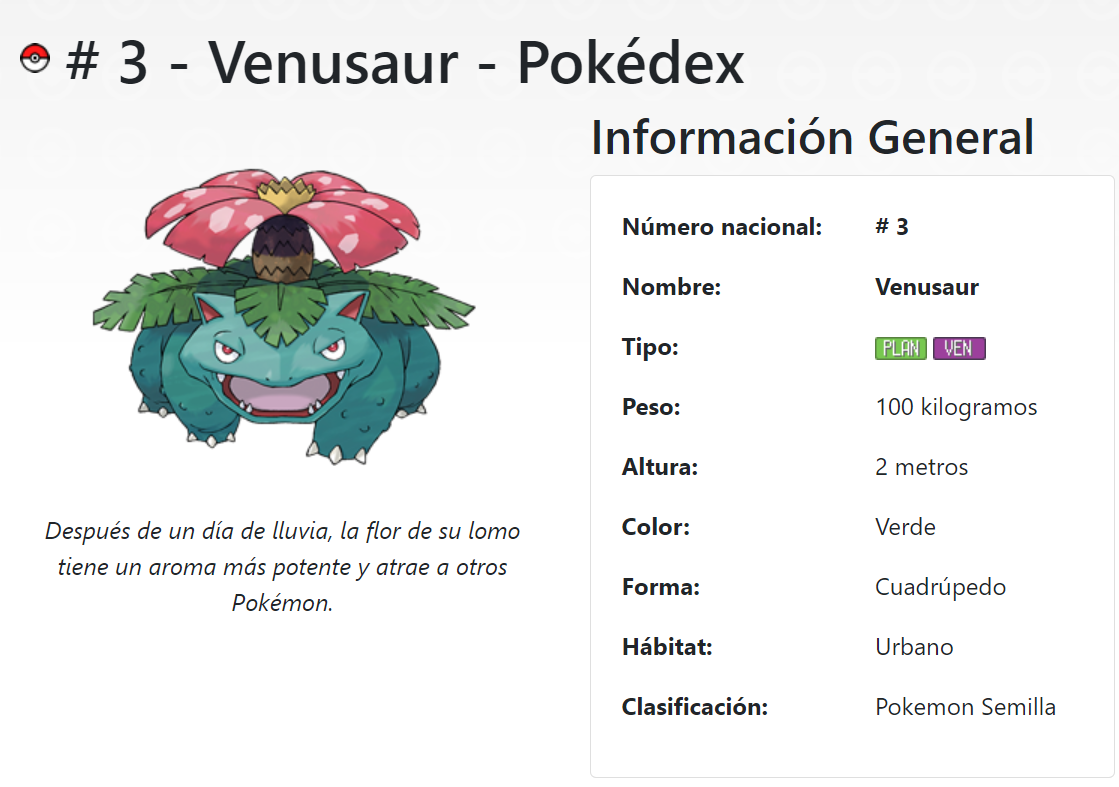 # 3 - Venusaur - Pokédex
Información General
Número nacional: # 3
Nombre: Venusaur
Tipo: PLAN VEN
Peso: 100 kilogramos
Altura: 2 metros
Color: Verde
Forma: Cuadrúpedo
Hábitat: Urbano
Clasificación: Pokemon Semilla
Después de un día de lluvia, la flor de su lomo
tiene un aroma más potente y atrae a otros
Pokémon.